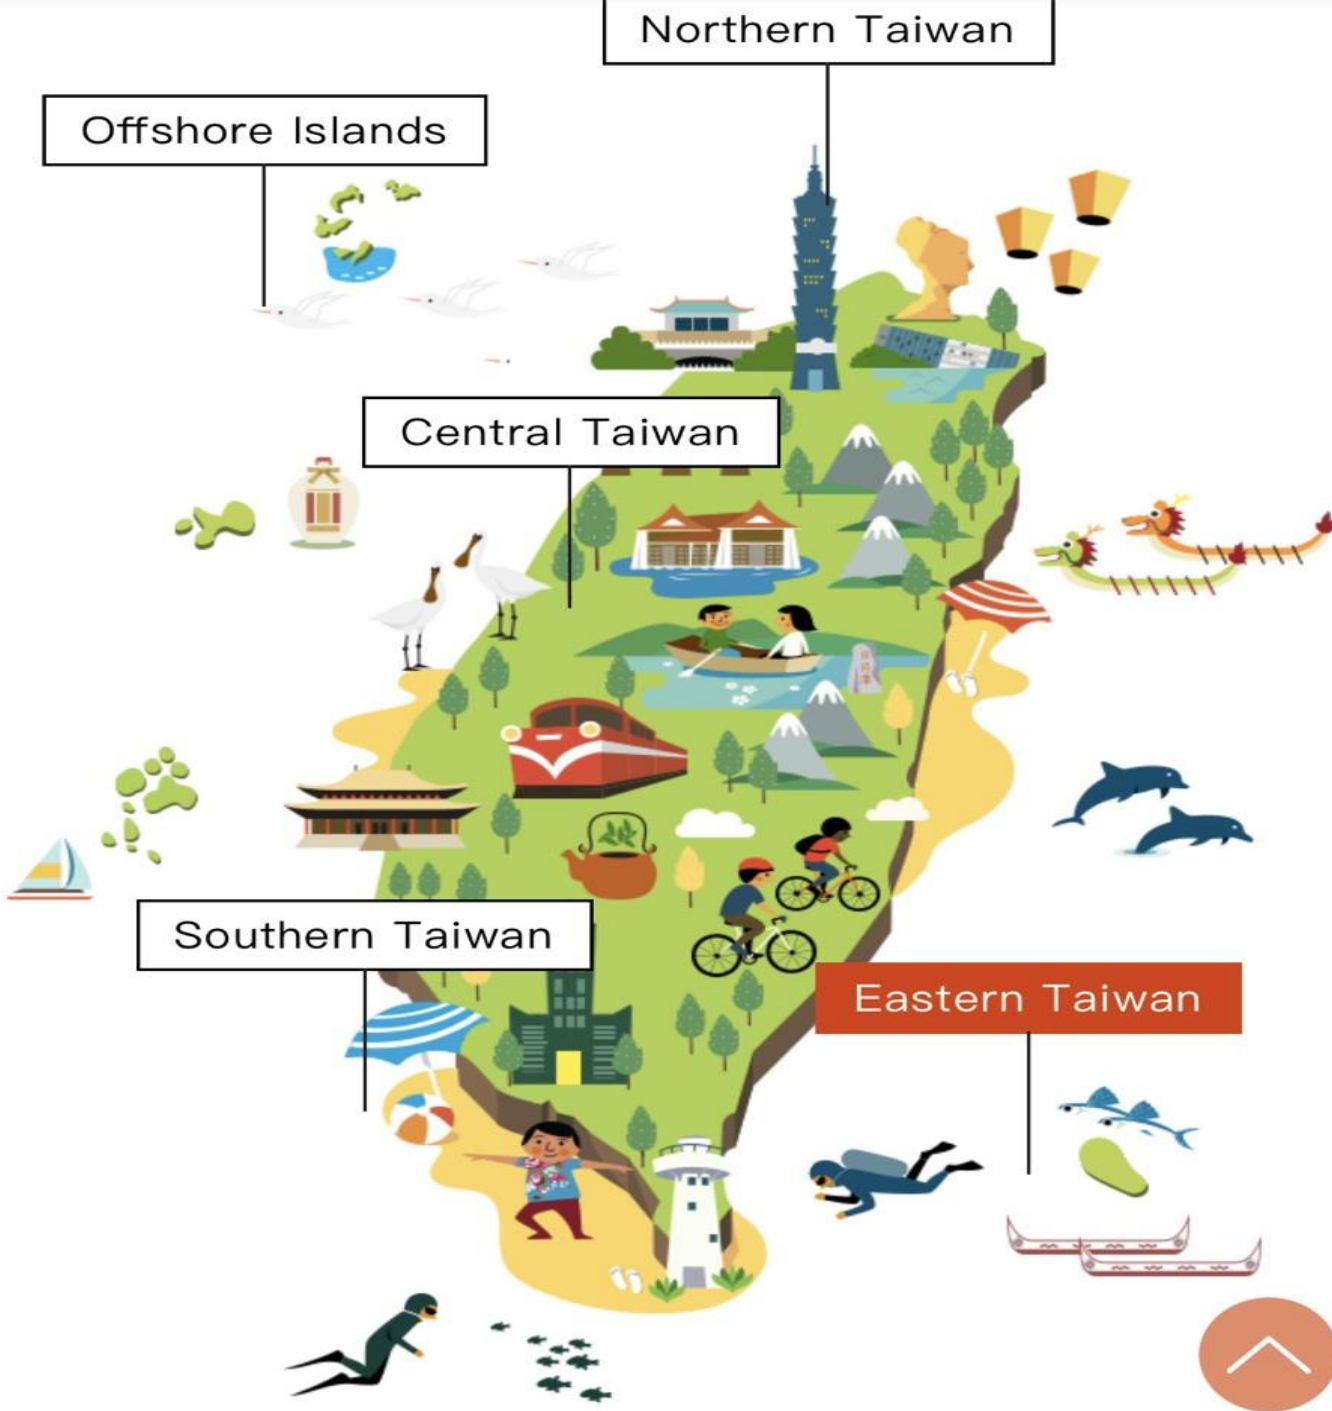 Northern Taiwan
Offshore Islands
Central Taiwan
Southern Taiwan
Eastern Taiwan